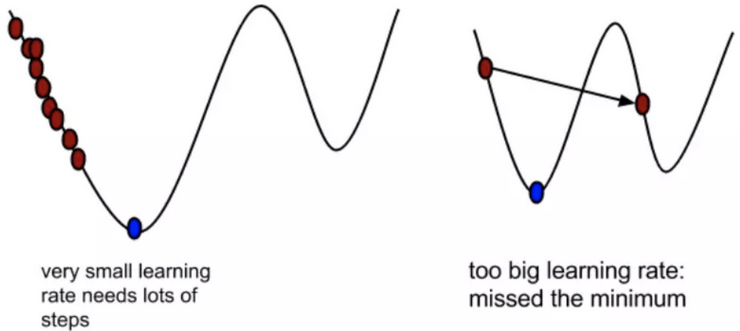 very small learning
rate needs lots of
steps
too big learning rate:
missed the minimum